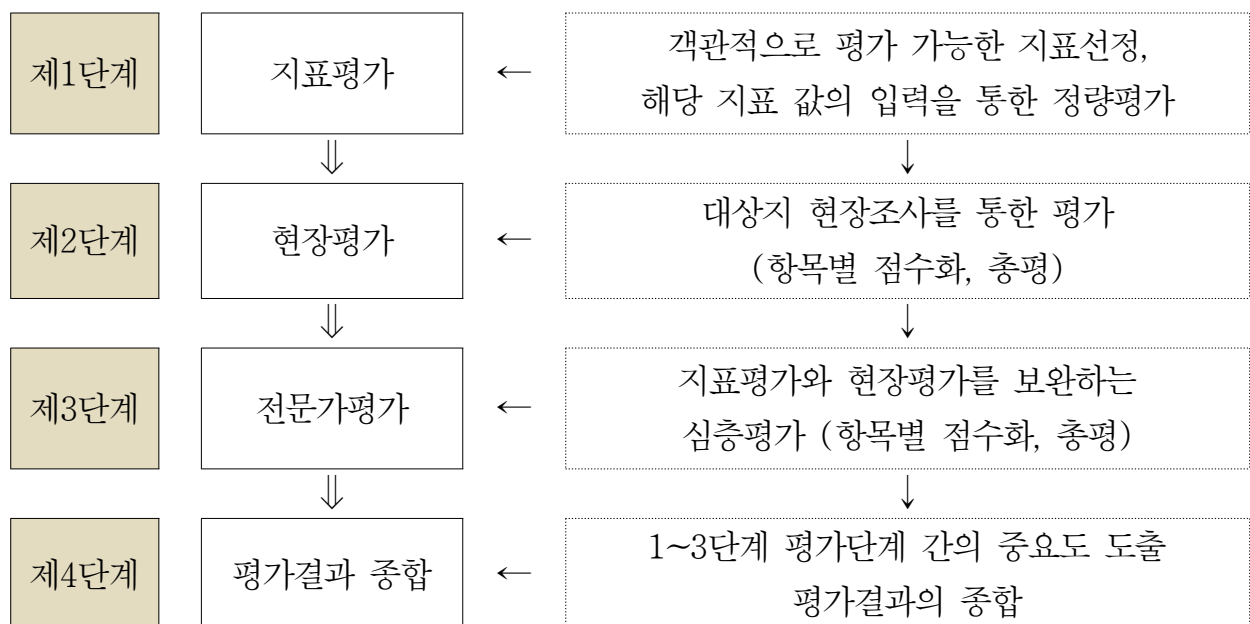 제1단계
지표평가
←
객관적으로 평가 가능한 지표선정,
해당 지표 값의 입력을 통한 정량평가
⇓
↓
제2단계
현장평가
←
대상지 현장조사를 통한 평가
(항목별 점수화, 총평)
⇓
↓
제3단계
전문가평가
←
지표평가와 현장평가를 보완하는
심층평가 (항목별 점수화, 총평)
⇓
↓
제4단계
평가결과 종합
←
1~3단계 평가단계 간의 중요도 도출
평가결과의 종합